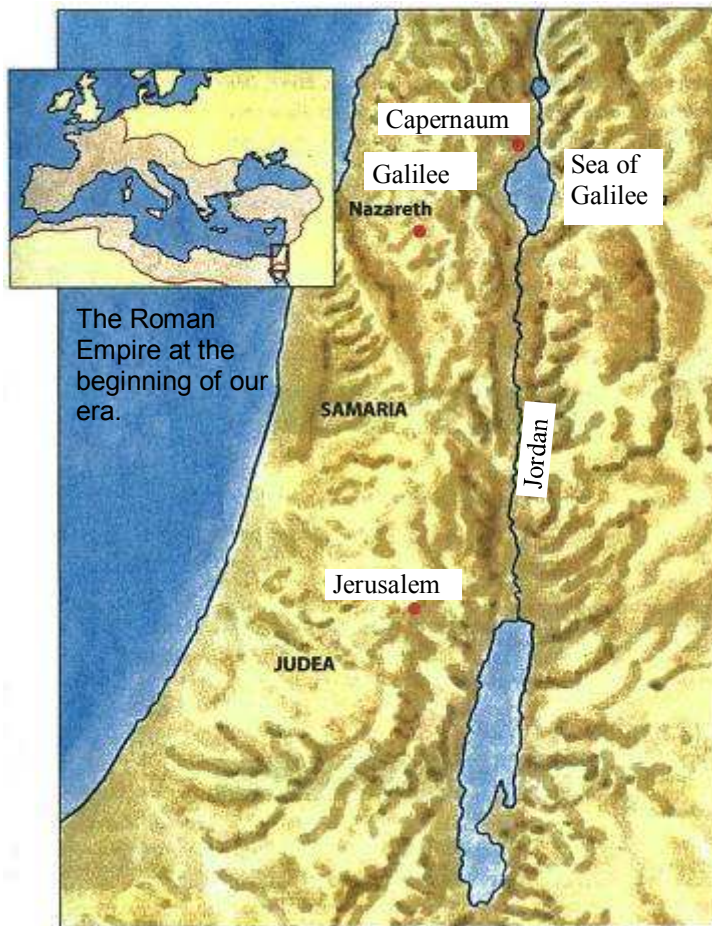 Capernaum
Galilee
Sea of
Galilee
Nazareth
The Roman
Empire at the
beginning of our
era.
SAMARIA
Jordan
Jerusalem
JUDEA